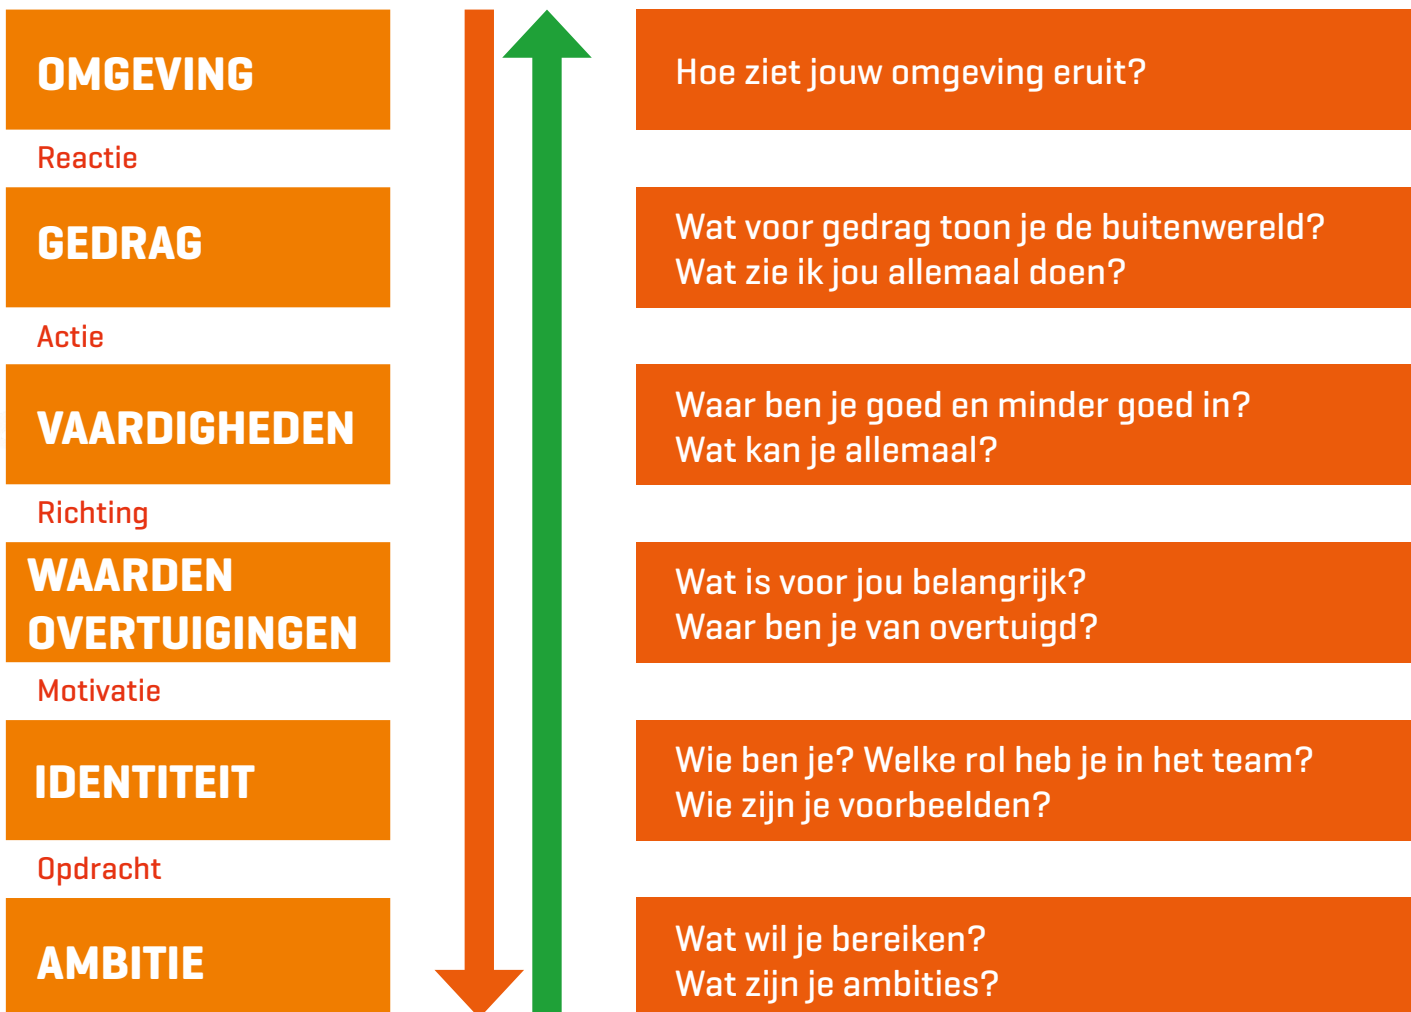 OMGEVING
Hoe ziet jouw omgeving eruit?
Reactie
GEDRAG
Wat voor gedrag toon je de buitenwereld?
Wat zie ik jou allemaal doen?
Actie
VAARDIGHEDEN
Waar ben je goed en minder goed in?
Wat kan je allemaal?
Richting
WAARDEN
OVERTUIGINGEN
Wat is voor jou belangrijk?
Waar ben je van overtuigd?
Motivatie
IDENTITEIT
Wie ben je? Welke rol heb je in het team?
Wie zijn je voorbeelden?
Opdracht
AMBITIE
Wat wil je bereiken?
Wat zijn je ambities?